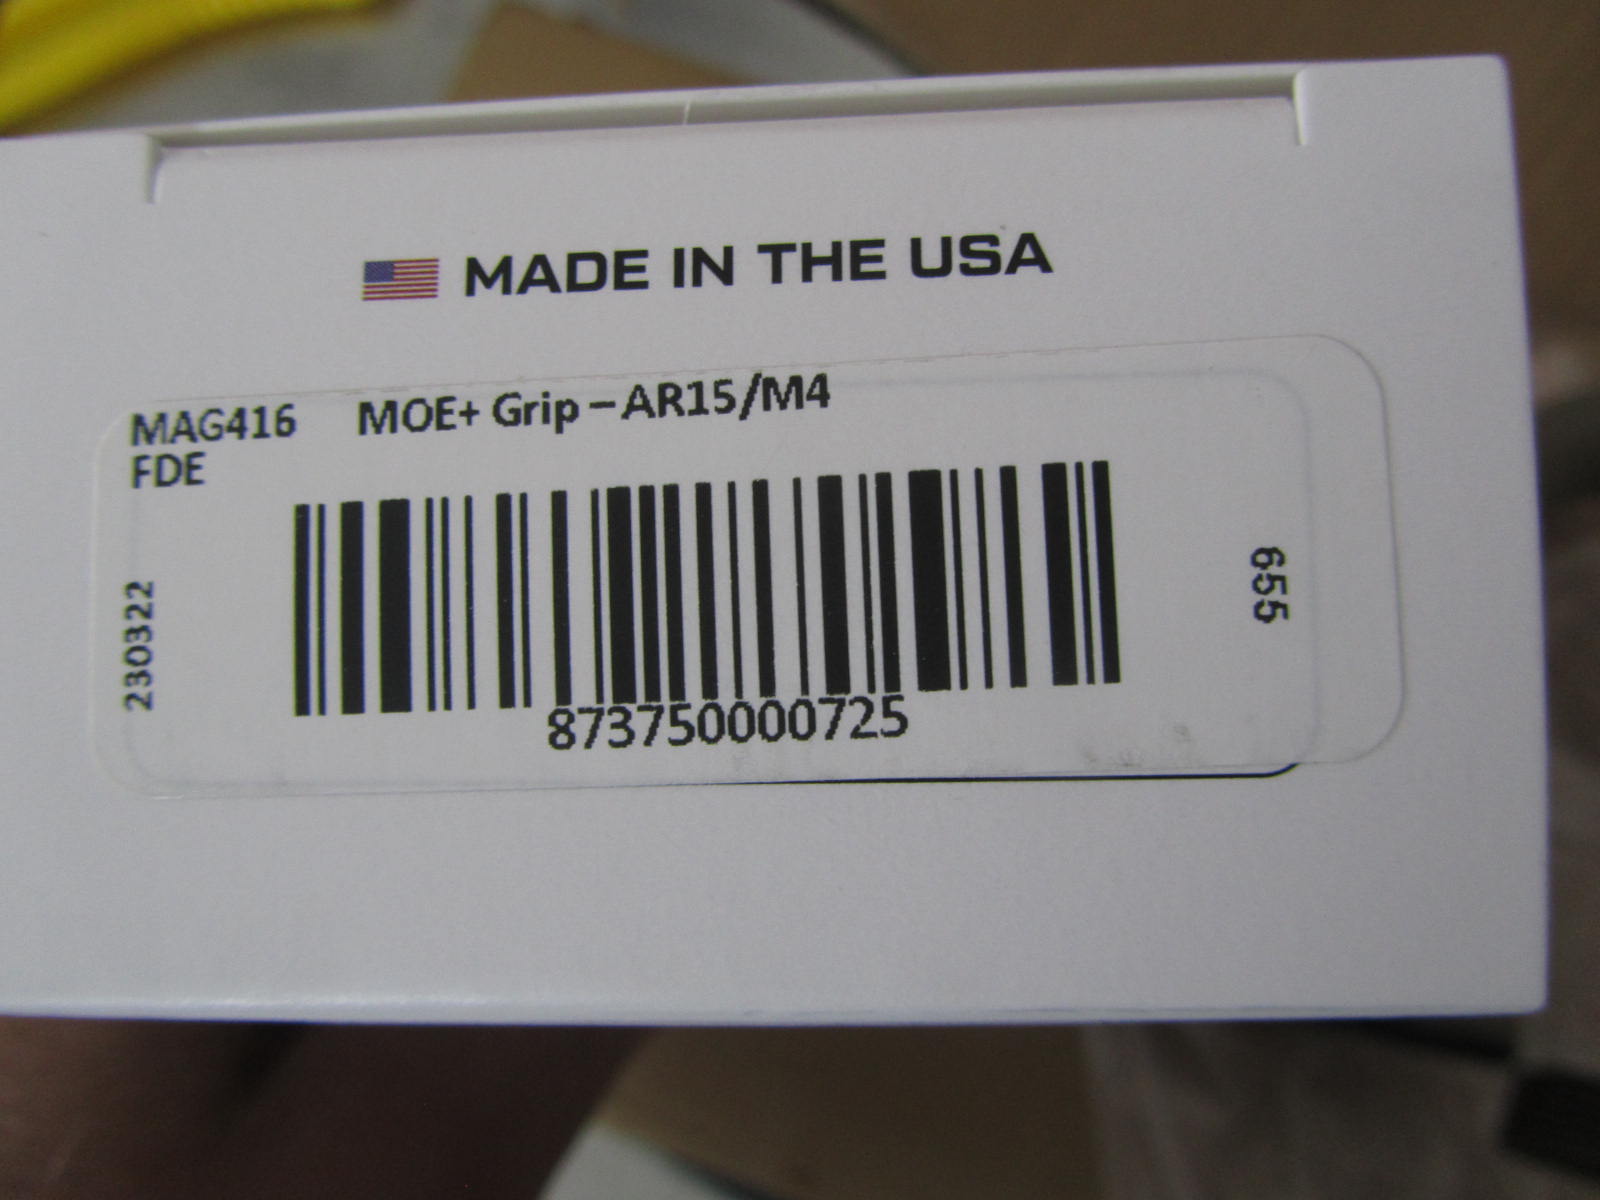 MADE IN THE USA
MAG416 MOE+ Grip – AR15/M4
FDE
230322
655
873750000725